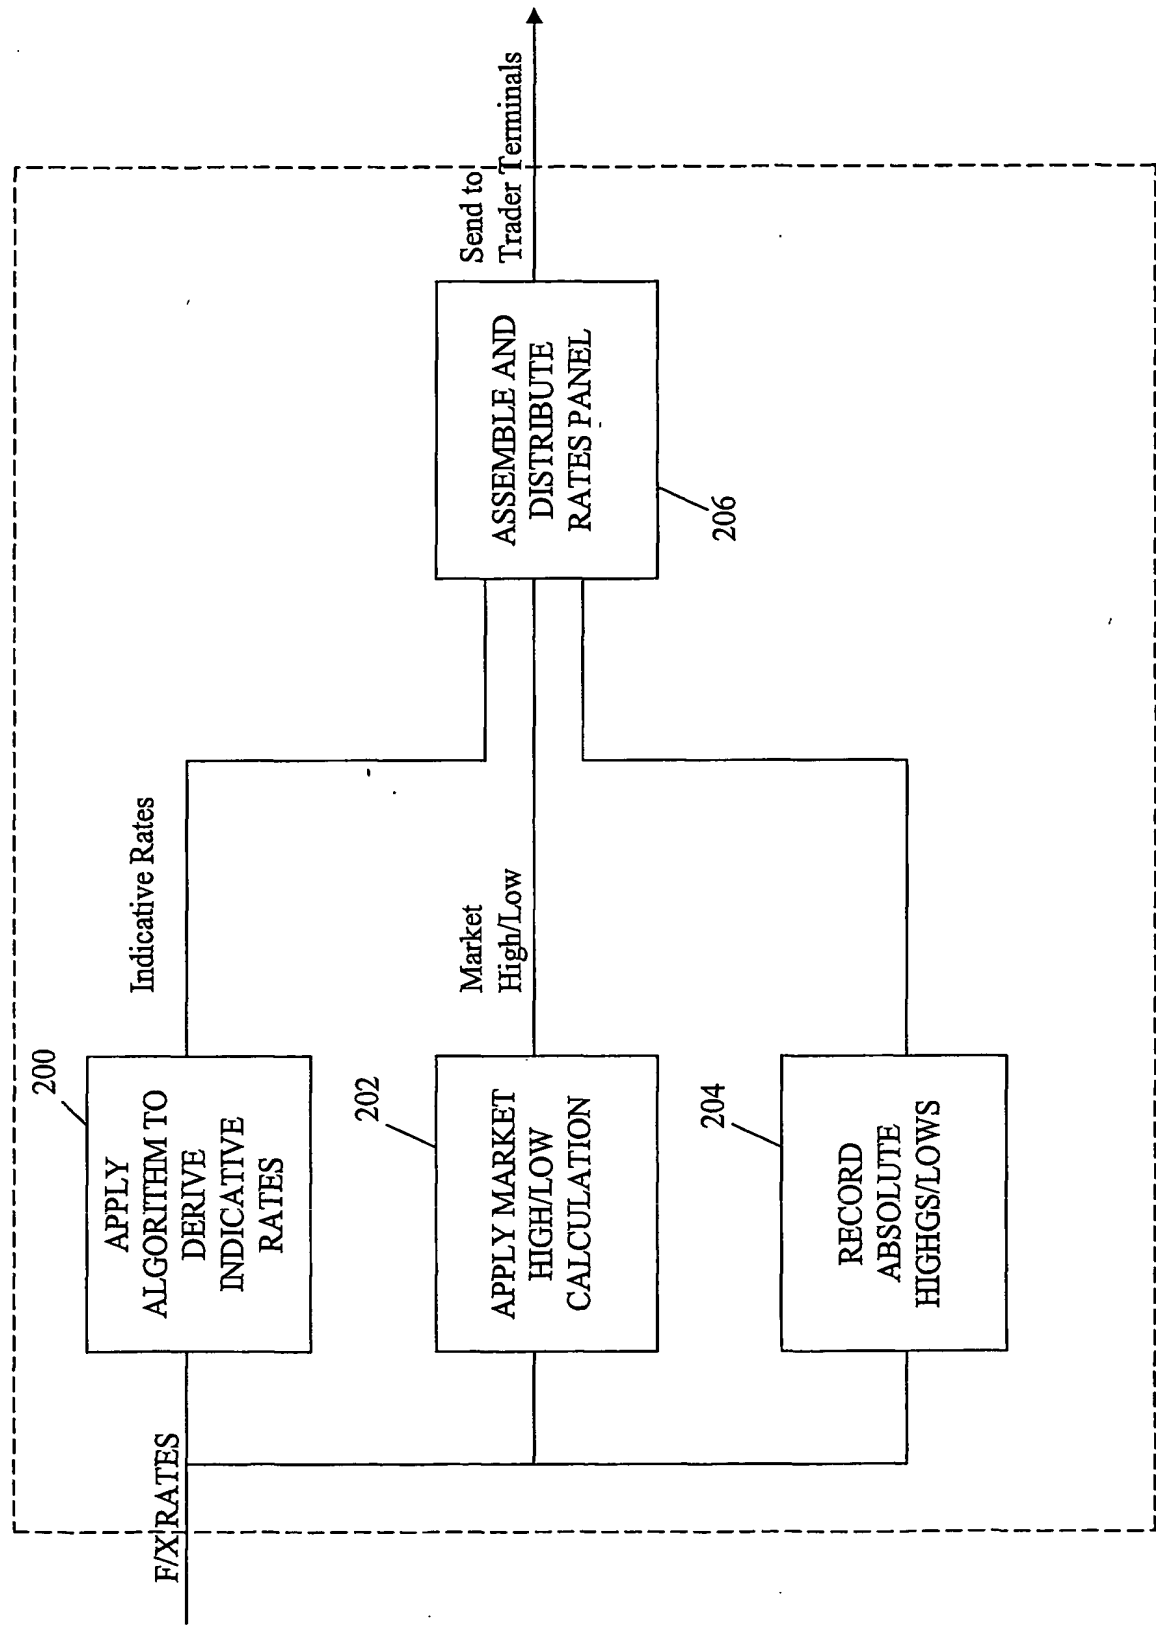 F/X RATES
200
APPLY
ALGORITHM TO
DERIVE
INDICATIVE
RATES
Indicative Rates
202
APPLY MARKET
HIGH/LOW
CALCULATION
Market
High/Low
204
RECORD
ABSOLUTE
HIGHGS/LOWS
ASSEMBLE AND
DISTRIBUTE
RATES PANEL
206
Send to
Trader Terminals